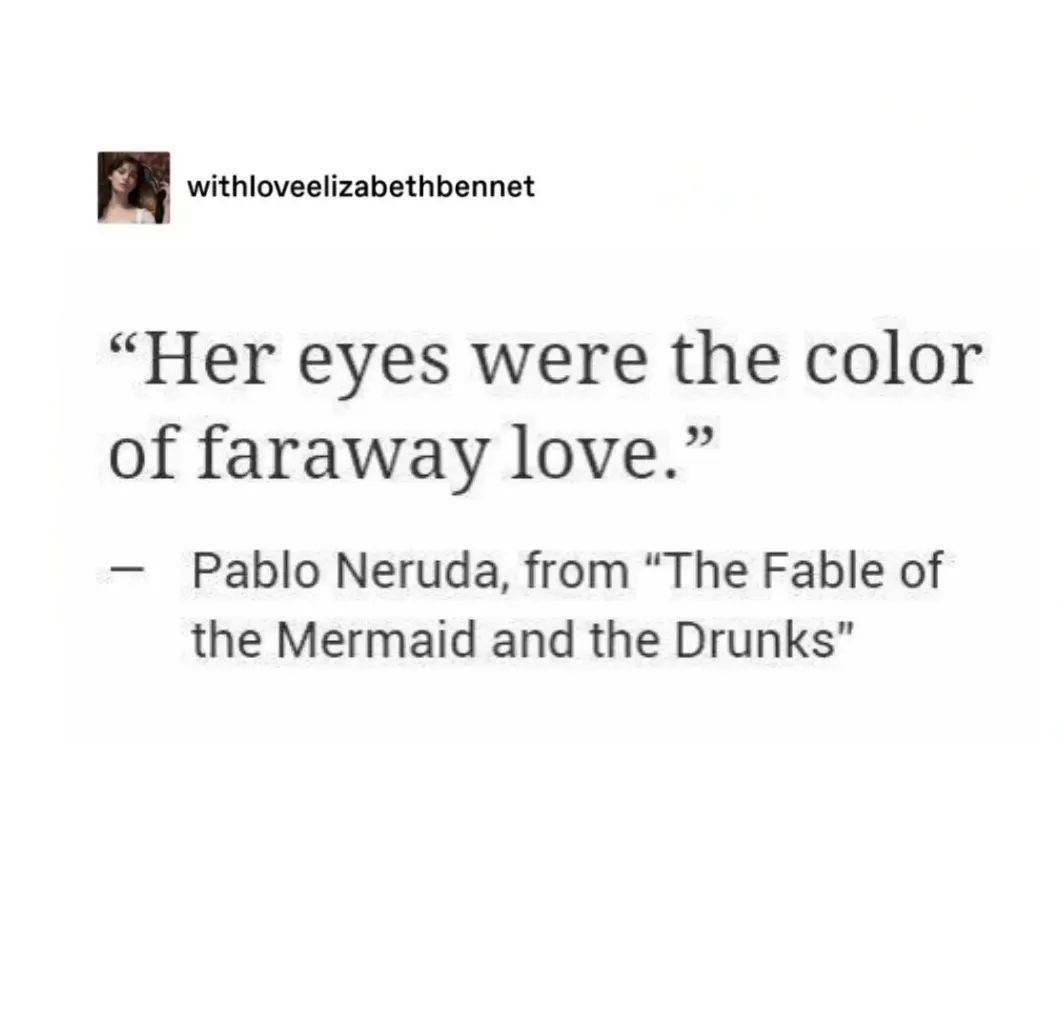 withloveelizabethbennet
“Her eyes were the color
of faraway love.”
— Pablo Neruda, from “The Fable of
the Mermaid and the Drunks”